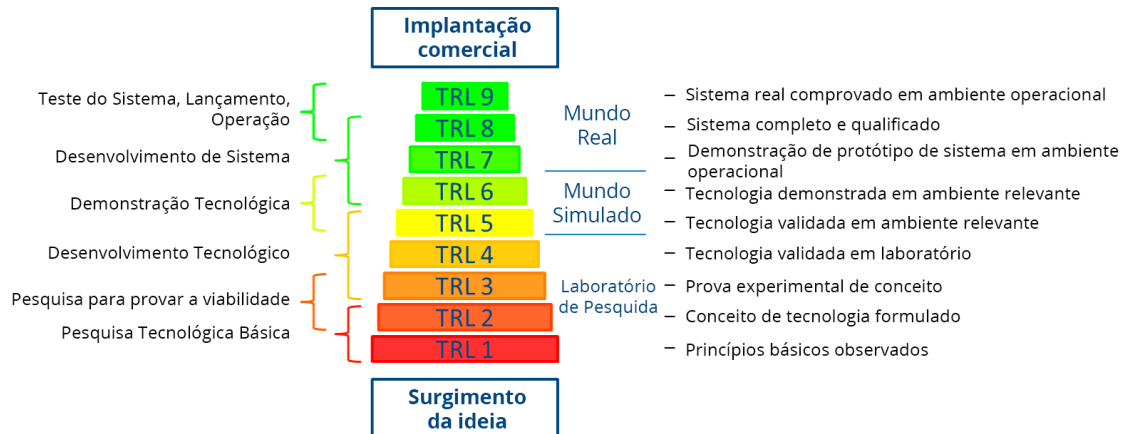 Implantação
comercial
Teste do Sistema, Lançamento,
Operação
Desenvolvimento de Sistema
Demonstração Tecnológica
Desenvolvimento Tecnológico
Pesquisa para provar a viabilidade
Pesquisa Tecnológica Básica
TRL 9
TRL 8
TRL 7
TRL 6
TRL 5
TRL 4
TRL 3
TRL 2
TRL 1
Mundo
Real
Mundo
Simulado
Laboratório
de Pesquida
– Sistema real comprovado em ambiente operacional
– Sistema completo e qualificado
– Demonstração de protótipo de sistema em ambiente
operacional
– Tecnologia demonstrada em ambiente relevante
– Tecnologia validada em ambiente relevante
– Tecnologia validada em laboratório
– Prova experimental de conceito
– Conceito de tecnologia formulado
– Princípios básicos observados
Surgimento
da ideia